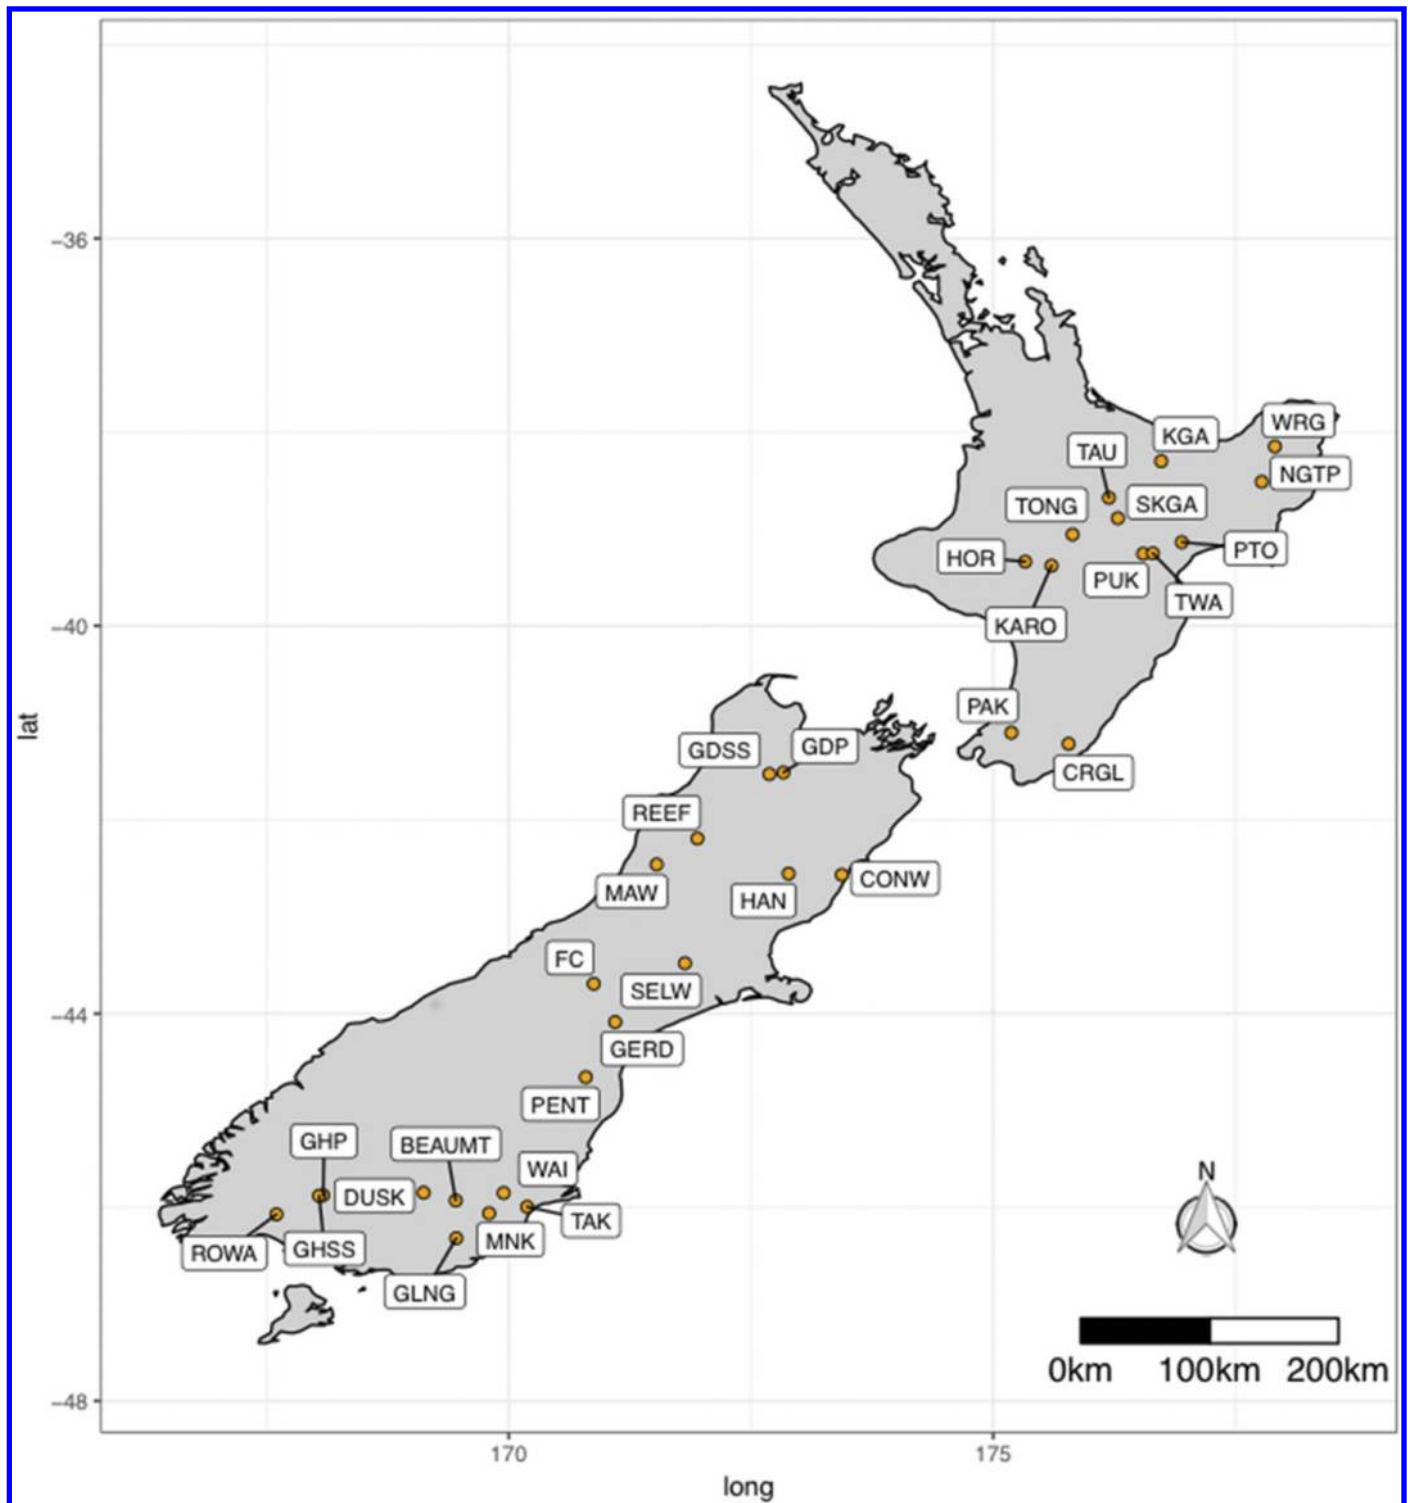 −36
WRG
KGA
TAU
NGTP
SKGA
TONG
PTO
HOR
PUK
TWA
KARO
−40
PAK
lat
GDP
GDSS
CRGL
REEF
CONW
MAW
HAN
FC
SELW
−44
GERD
PENT
GHP
BEAUMT
WAI
N
DUSK
TAK
MNK
GHSS
ROWA
GLNG
0km 100km 200km
−48
170 175
long